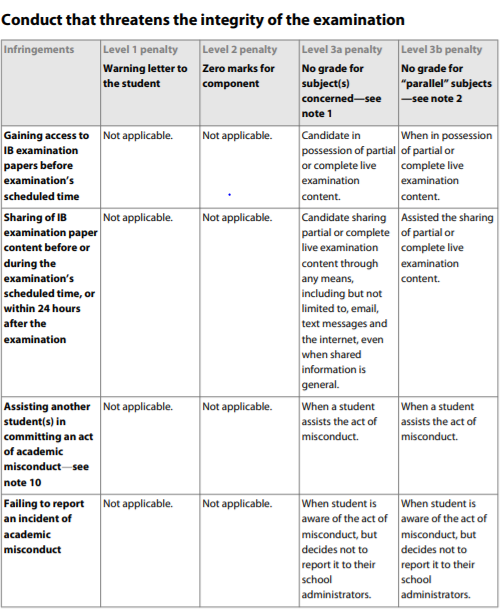 Conduct that threatens the integrity of the examination
Infringements
Level 1 penalty
Warning letter to
the student
Level 2 penalty
Zero marks for
component
Level 3a penalty
No grade for
subject(s)
concerned—see
note 1
Level 3b penalty
No grade for
“parallel” subjects
—see note 2
Gaining access to
IB examination
papers before
examination’s
scheduled time
Not applicable.
Not applicable.
Candidate in
possession of partial
or complete live
examination
content.
When in possession
of partial or
complete live
examination
content.
Sharing of IB
examination paper
content before or
during the
examination’s
scheduled time, or
within 24 hours
after the
examination
Not applicable.
Not applicable.
Candidate sharing
partial or complete
live examination
content through
any means,
including but not
limited to, email,
text messages and
the internet, even
when shared
information is
general.
Assisted the sharing
of partial or
complete live
examination
content.
Assisting another
student(s) in
committing an act
of academic
misconduct—see
note 10
Not applicable.
Not applicable.
When a student
assists the act of
misconduct.
When a student
assists the act of
misconduct.
Failing to report
an incident of
academic
misconduct
Not applicable.
Not applicable.
When student is
aware of the act of
misconduct, but
decides not to
report it to their
school
administrators.
When student is
aware of the act of
misconduct, but
decides not to
report it to their
school
administrators.